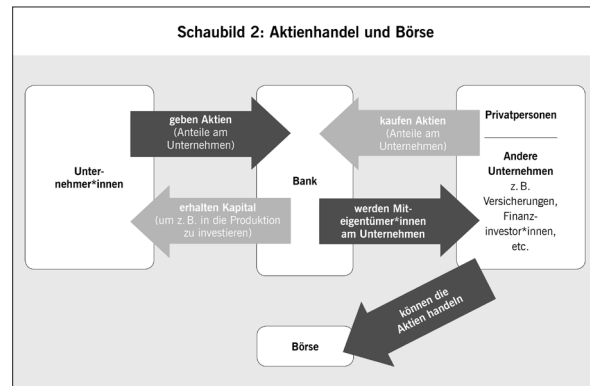 Schaubild 2: Aktienhandel und Börse
Unter-
nehmer*innen
geben Aktien
(Anteile am
Unternehmen)
erhalten Kapital
(um z. B. in die Produktion
zu investieren)
Bank
kaufen Aktien
(Anteile am
Unternehmen)
werden Mit-
eigentümer*innen
am Unternehmen
Privatpersonen
Andere
Unternehmen
z. B.
Versicherungen,
Finanz-
investor*innen,
etc.
können die
Aktien handeln
Börse